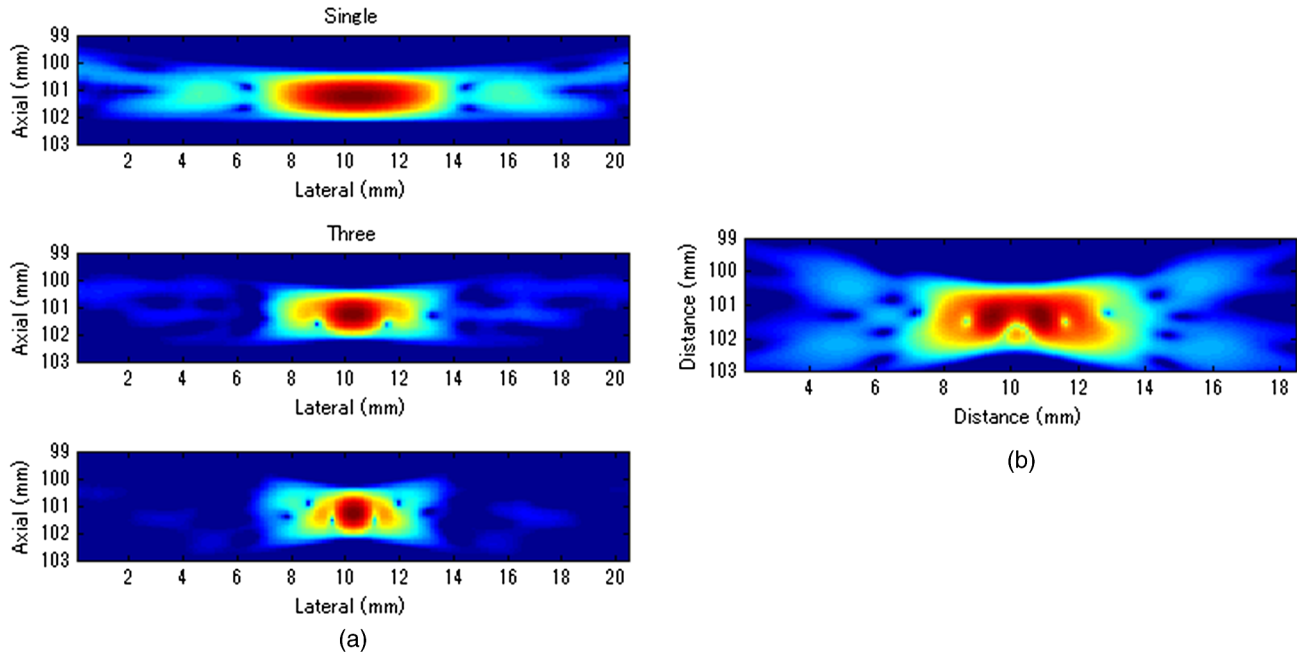 Single
99
100
101
102
103
Axial (mm)
2 4 6 8 10 12 14 16 18 20
Lateral (mm)
Three
99
100
101
102
103
Axial (mm)
2 4 6 8 10 12 14 16 18 20
Lateral (mm)
99
100
101
102
103
Axial (mm)
2 4 6 8 10 12 14 16 18 20
Lateral (mm)
(a)
99
100
101
102
103
Distance (mm)
4 6 8 10 12 14 16 18
Distance (mm)
(b)